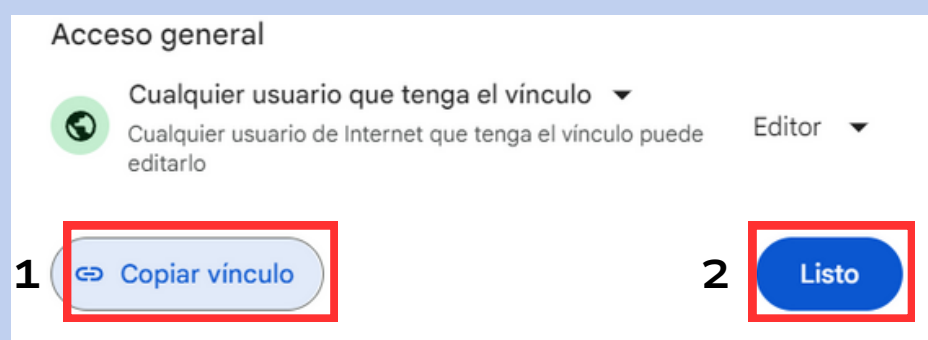 Acceso general
Cualquier usuario que tenga el vínculo
Cualquier usuario de Internet que tenga el vínculo puede
editarlo
Editor
1 Copiar vínculo
2 Listo